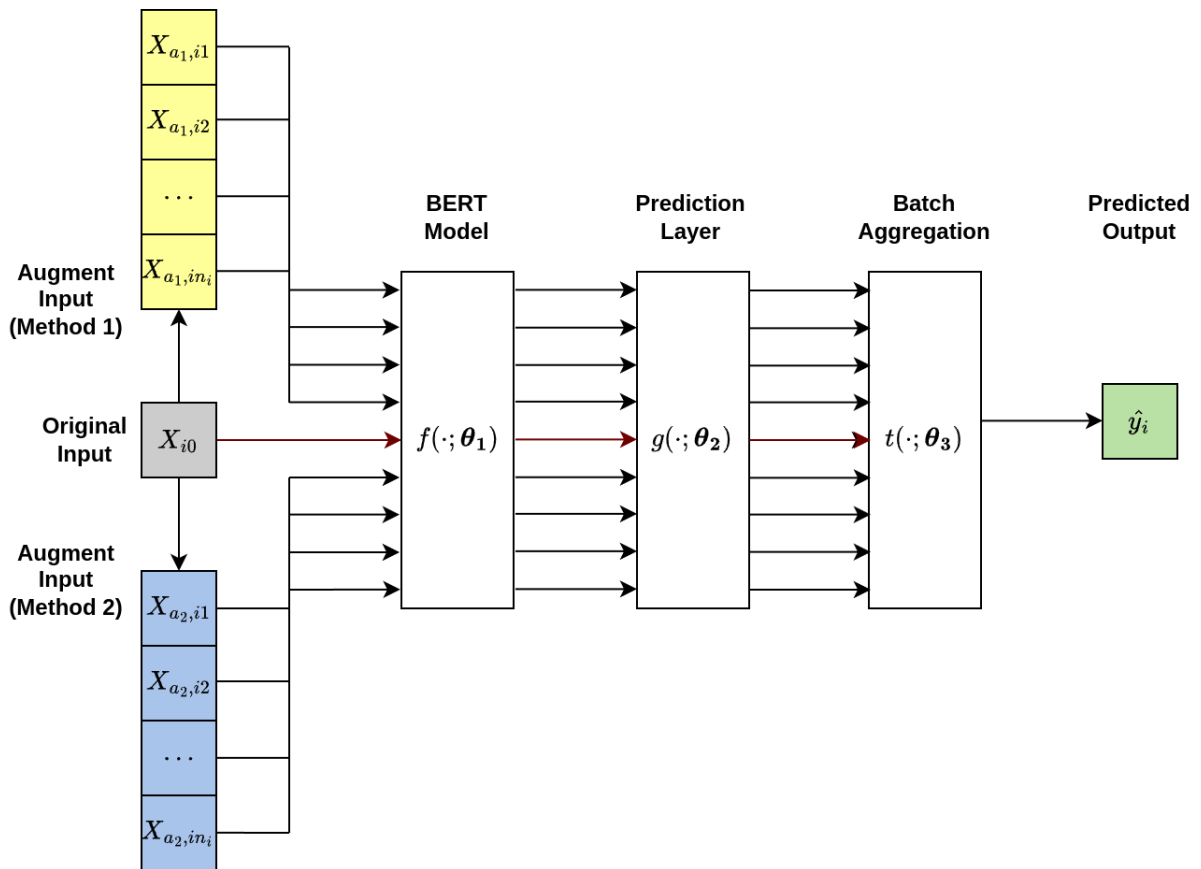 X_{a_1,i1}
X_{a_1,i2}
...
X_{a_1,in_i}
Augment
Input
(Method 1)
Original
Input
X_{i0}
Augment
Input
(Method 2)
X_{a_2,i1}
X_{a_2,i2}
...
X_{a_2,in_i}
BERT
Model
f(·; θ_1)
Prediction
Layer
g(·; θ_2)
Batch
Aggregation
t(·; θ_3)
Predicted
Output
\hat{y_i}